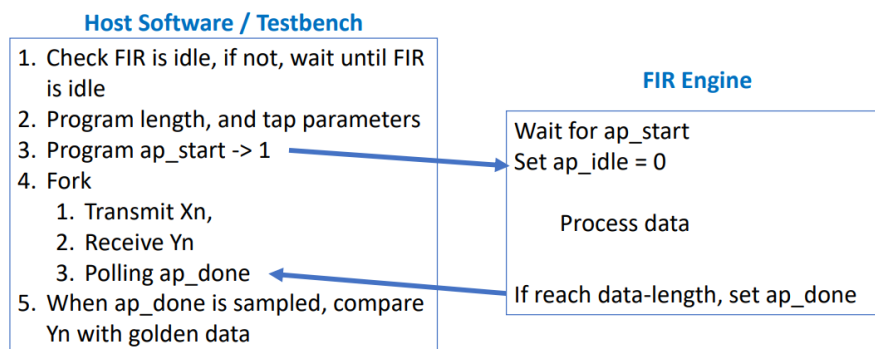 Host Software / Testbench
1. Check FIR is idle, if not, wait until FIR
is idle
2. Program length, and tap parameters
3. Program ap_start -> 1
4. Fork
1. Transmit Xn,
2. Receive Yn
3. Polling ap_done
5. When ap_done is sampled, compare
Yn with golden data
FIR Engine
Wait for ap_start
Set ap_idle = 0
Process data
If reach data-length, set ap_done